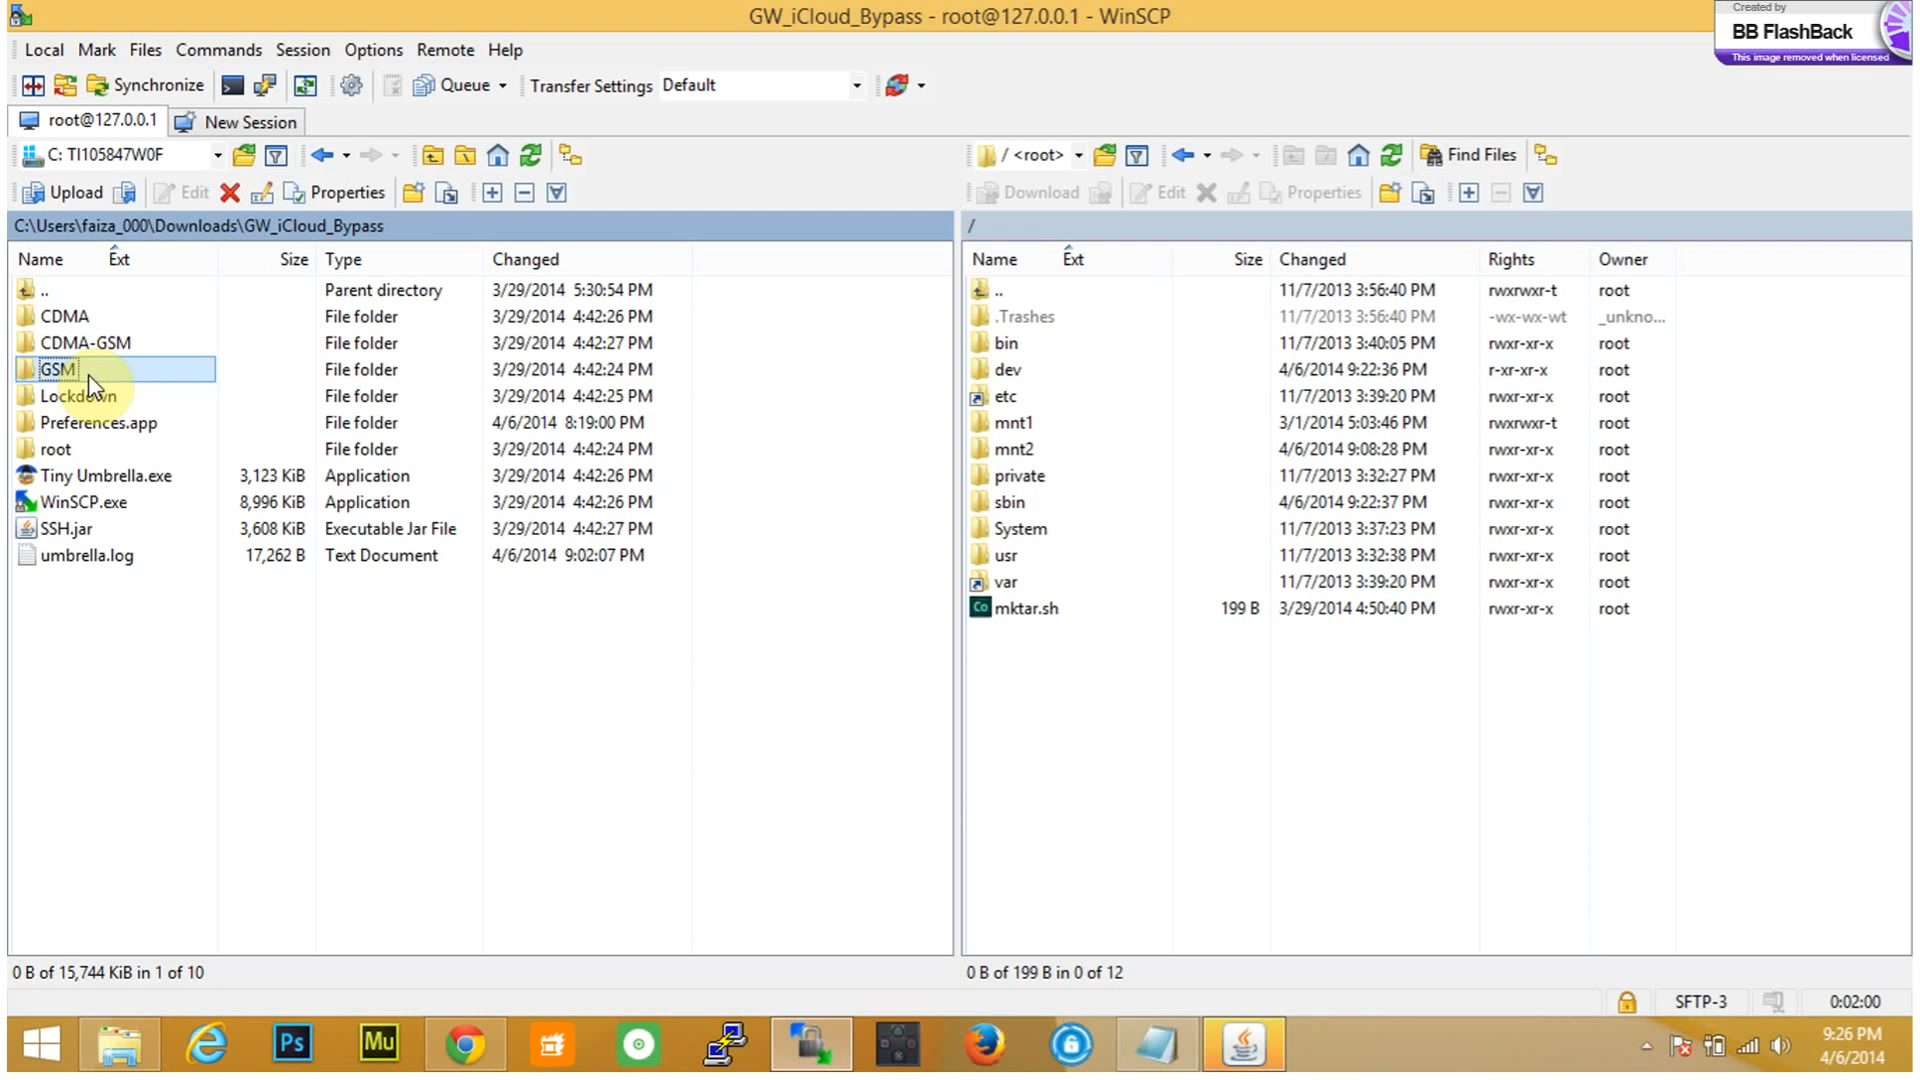 GW_iCloud_Bypass - root@127.0.0.1 - WinSCP
Created by
BB FlashBack
This image removed when licensed
Local Mark Files Commands Session Options Remote Help
Synchronize Queue Transfer Settings Default
root@127.0.0.1 New Session
C: TI105847W0F / <root> Find Files
Upload Edit Properties Download Edit Properties
C:\Users\faiza_000\Downloads\GW_iCloud_Bypass /
Name Ext Size Type Changed Name Ext Size Changed Rights Owner
.. Parent directory 3/29/2014 5:30:54 PM .. 11/7/2013 3:56:40 PM rwxrwxr-t root
CDMA File folder 3/29/2014 4:42:26 PM .Trashes 11/7/2013 3:56:40 PM -wx-wx-wt _unkno...
CDMA-GSM File folder 3/29/2014 4:42:27 PM bin 11/7/2013 3:40:05 PM rwxr-xr-x root
GSM File folder 3/29/2014 4:42:24 PM dev 4/6/2014 9:22:36 PM r-xr-xr-x root
Lockdown File folder 3/29/2014 4:42:25 PM etc 11/7/2013 3:39:20 PM rwxr-xr-x root
Preferences.app File folder 4/6/2014 8:19:00 PM mnt1 3/1/2014 5:03:46 PM rwxrwxr-t root
root File folder 3/29/2014 4:42:24 PM mnt2 4/6/2014 9:08:28 PM rwxr-xr-x root
Tiny Umbrella.exe 3,123 KiB Application 3/29/2014 4:42:26 PM private 11/7/2013 3:32:27 PM rwxr-xr-x root
WinSCP.exe 8,996 KiB Application 3/29/2014 4:42:26 PM sbin 4/6/2014 9:22:37 PM rwxr-xr-x root
SSH.jar 3,608 KiB Executable Jar File 3/29/2014 4:42:27 PM System 11/7/2013 3:37:23 PM rwxr-xr-x root
umbrella.log 17,262 B Text Document 4/6/2014 9:02:07 PM usr 11/7/2013 3:32:38 PM rwxr-xr-x root
var 11/7/2013 3:39:20 PM rwxr-xr-x root
Co mktar.sh 199 B 3/29/2014 4:50:40 PM rwxr-xr-x root
0 B of 15,744 KiB in 1 of 10 0 B of 199 B in 0 of 12
SFTP-3 0:02:00
Ps Mu 9:26 PM
4/6/2014